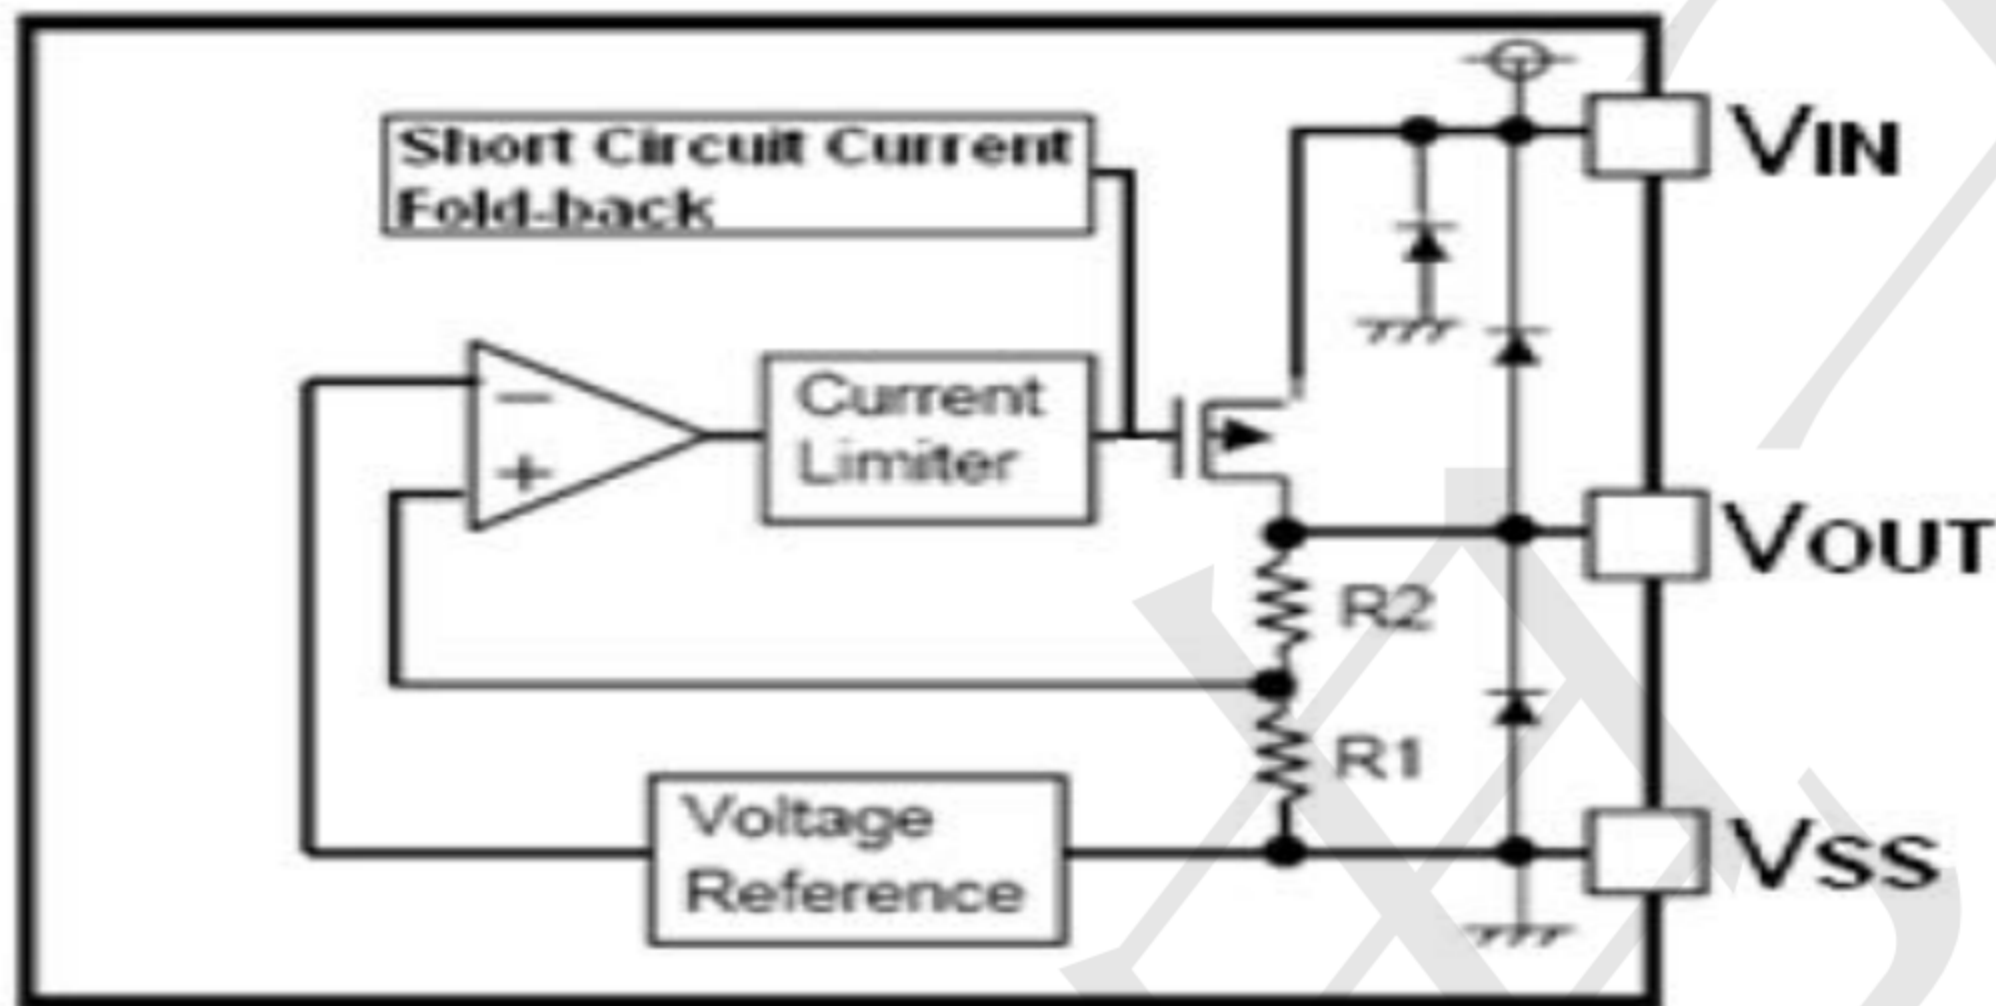 VIN
Short Circuit Current
Fold-back
−
+
Current
Limiter
VOUT
R2
R1
Voltage
Reference
VSS